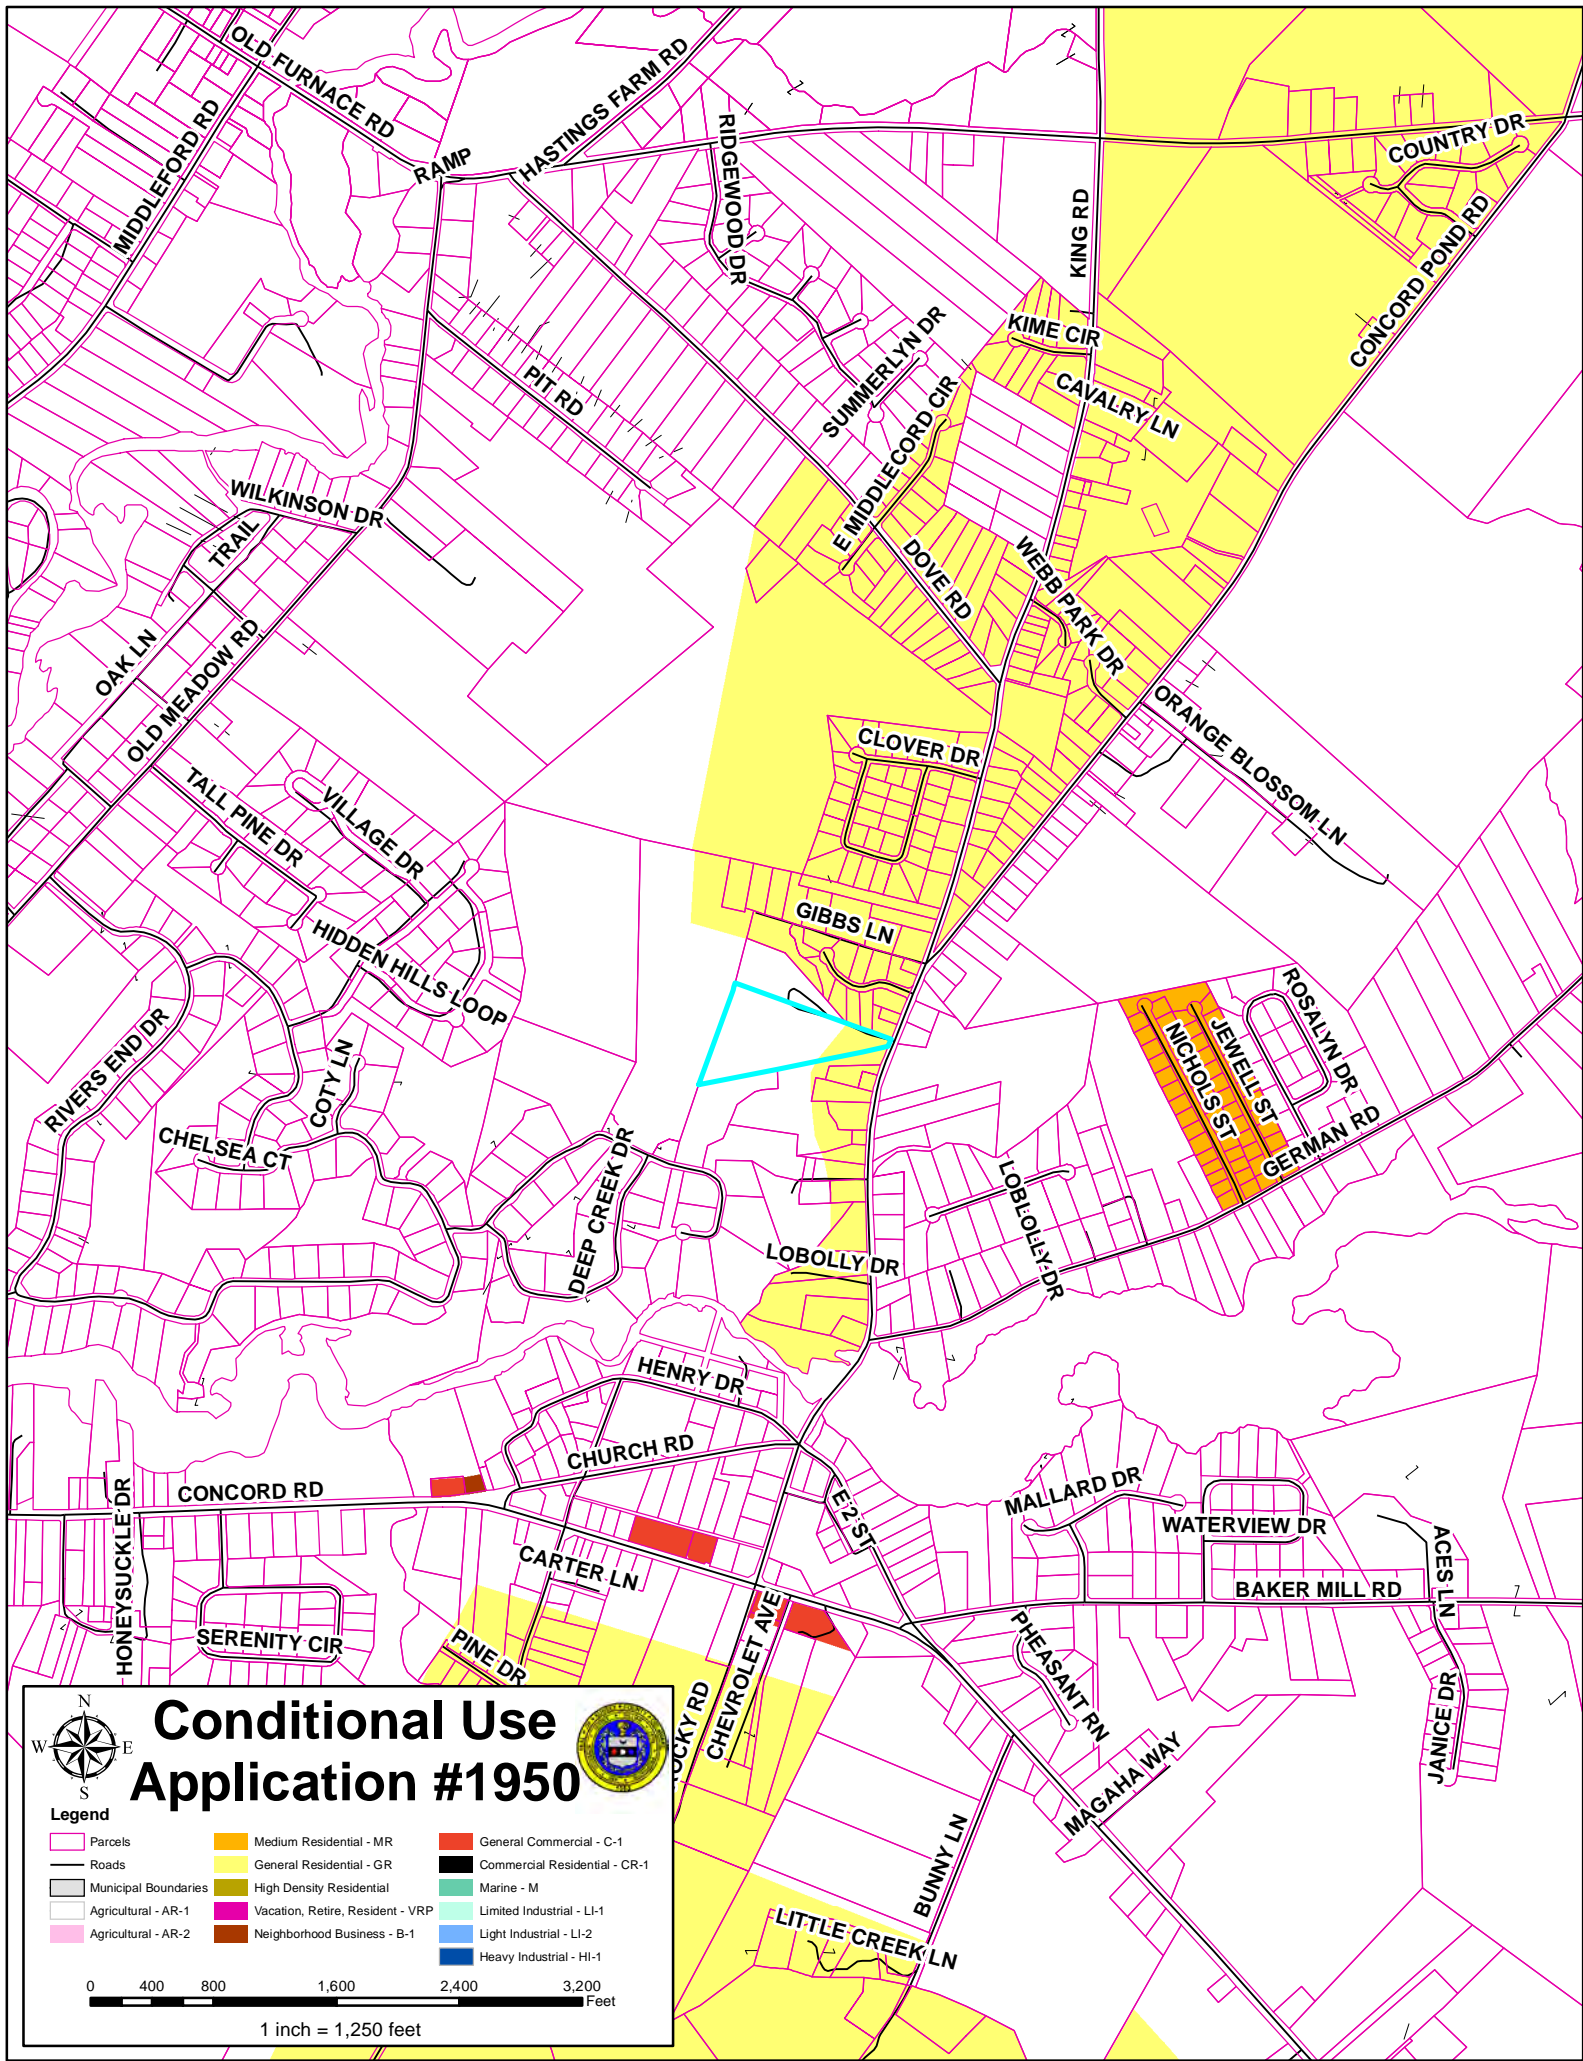 OLD FURNACE RD
HASTINGS FARM RD
MIDDLEFORD RD
RAMP
RIDGEWOOD DR
COUNTRY DR
KING RD
CONCORD POND RD
KIME CIR
SUMMERLYN DR
CAVALRY LN
PIT RD
E MIDDLECORD CIR
WILKINSON DR
TRAIL
DOVE RD
WEBB PARK DR
OAK LN
OLD MEADOW RD
ORANGE BLOSSOM LN
CLOVER DR
TALL PINE DR
VILLAGE DR
GIBBS LN
HIDDEN HILLS LOOP
ROSALYN DR
JEWELL ST
NICHOLS ST
RIVERS END DR
COTY LN
CHELSEA CT
GERMAN RD
DEEP CREEK DR
LOBLOLLY DR
LOBOLLY DR
HENRY DR
CHURCH RD
CONCORD RD
HONEYSUCKLE DR
E 2 ST
MALLARD DR
WATERVIEW DR
ACES LN
CARTER LN
BAKER MILL RD
SERENITY CIR
PINE DR
CHEVROLET AVE
OCKY RD
PHEASANT RN
JANICE DR
MAGAHA WAY
BUNNY LN
LITTLE CREEK LN
N
W E
S
Conditional Use
Application #1950
Legend
Parcels
Roads
Municipal Boundaries
Agricultural - AR-1
Agricultural - AR-2
Medium Residential - MR
General Residential - GR
High Density Residential
Vacation, Retire, Resident - VRP
Neighborhood Business - B-1
General Commercial - C-1
Commercial Residential - CR-1
Marine - M
Limited Industrial - LI-1
Light Industrial - LI-2
Heavy Industrial - HI-1
0 400 800 1,600 2,400 3,200
Feet
1 inch = 1,250 feet